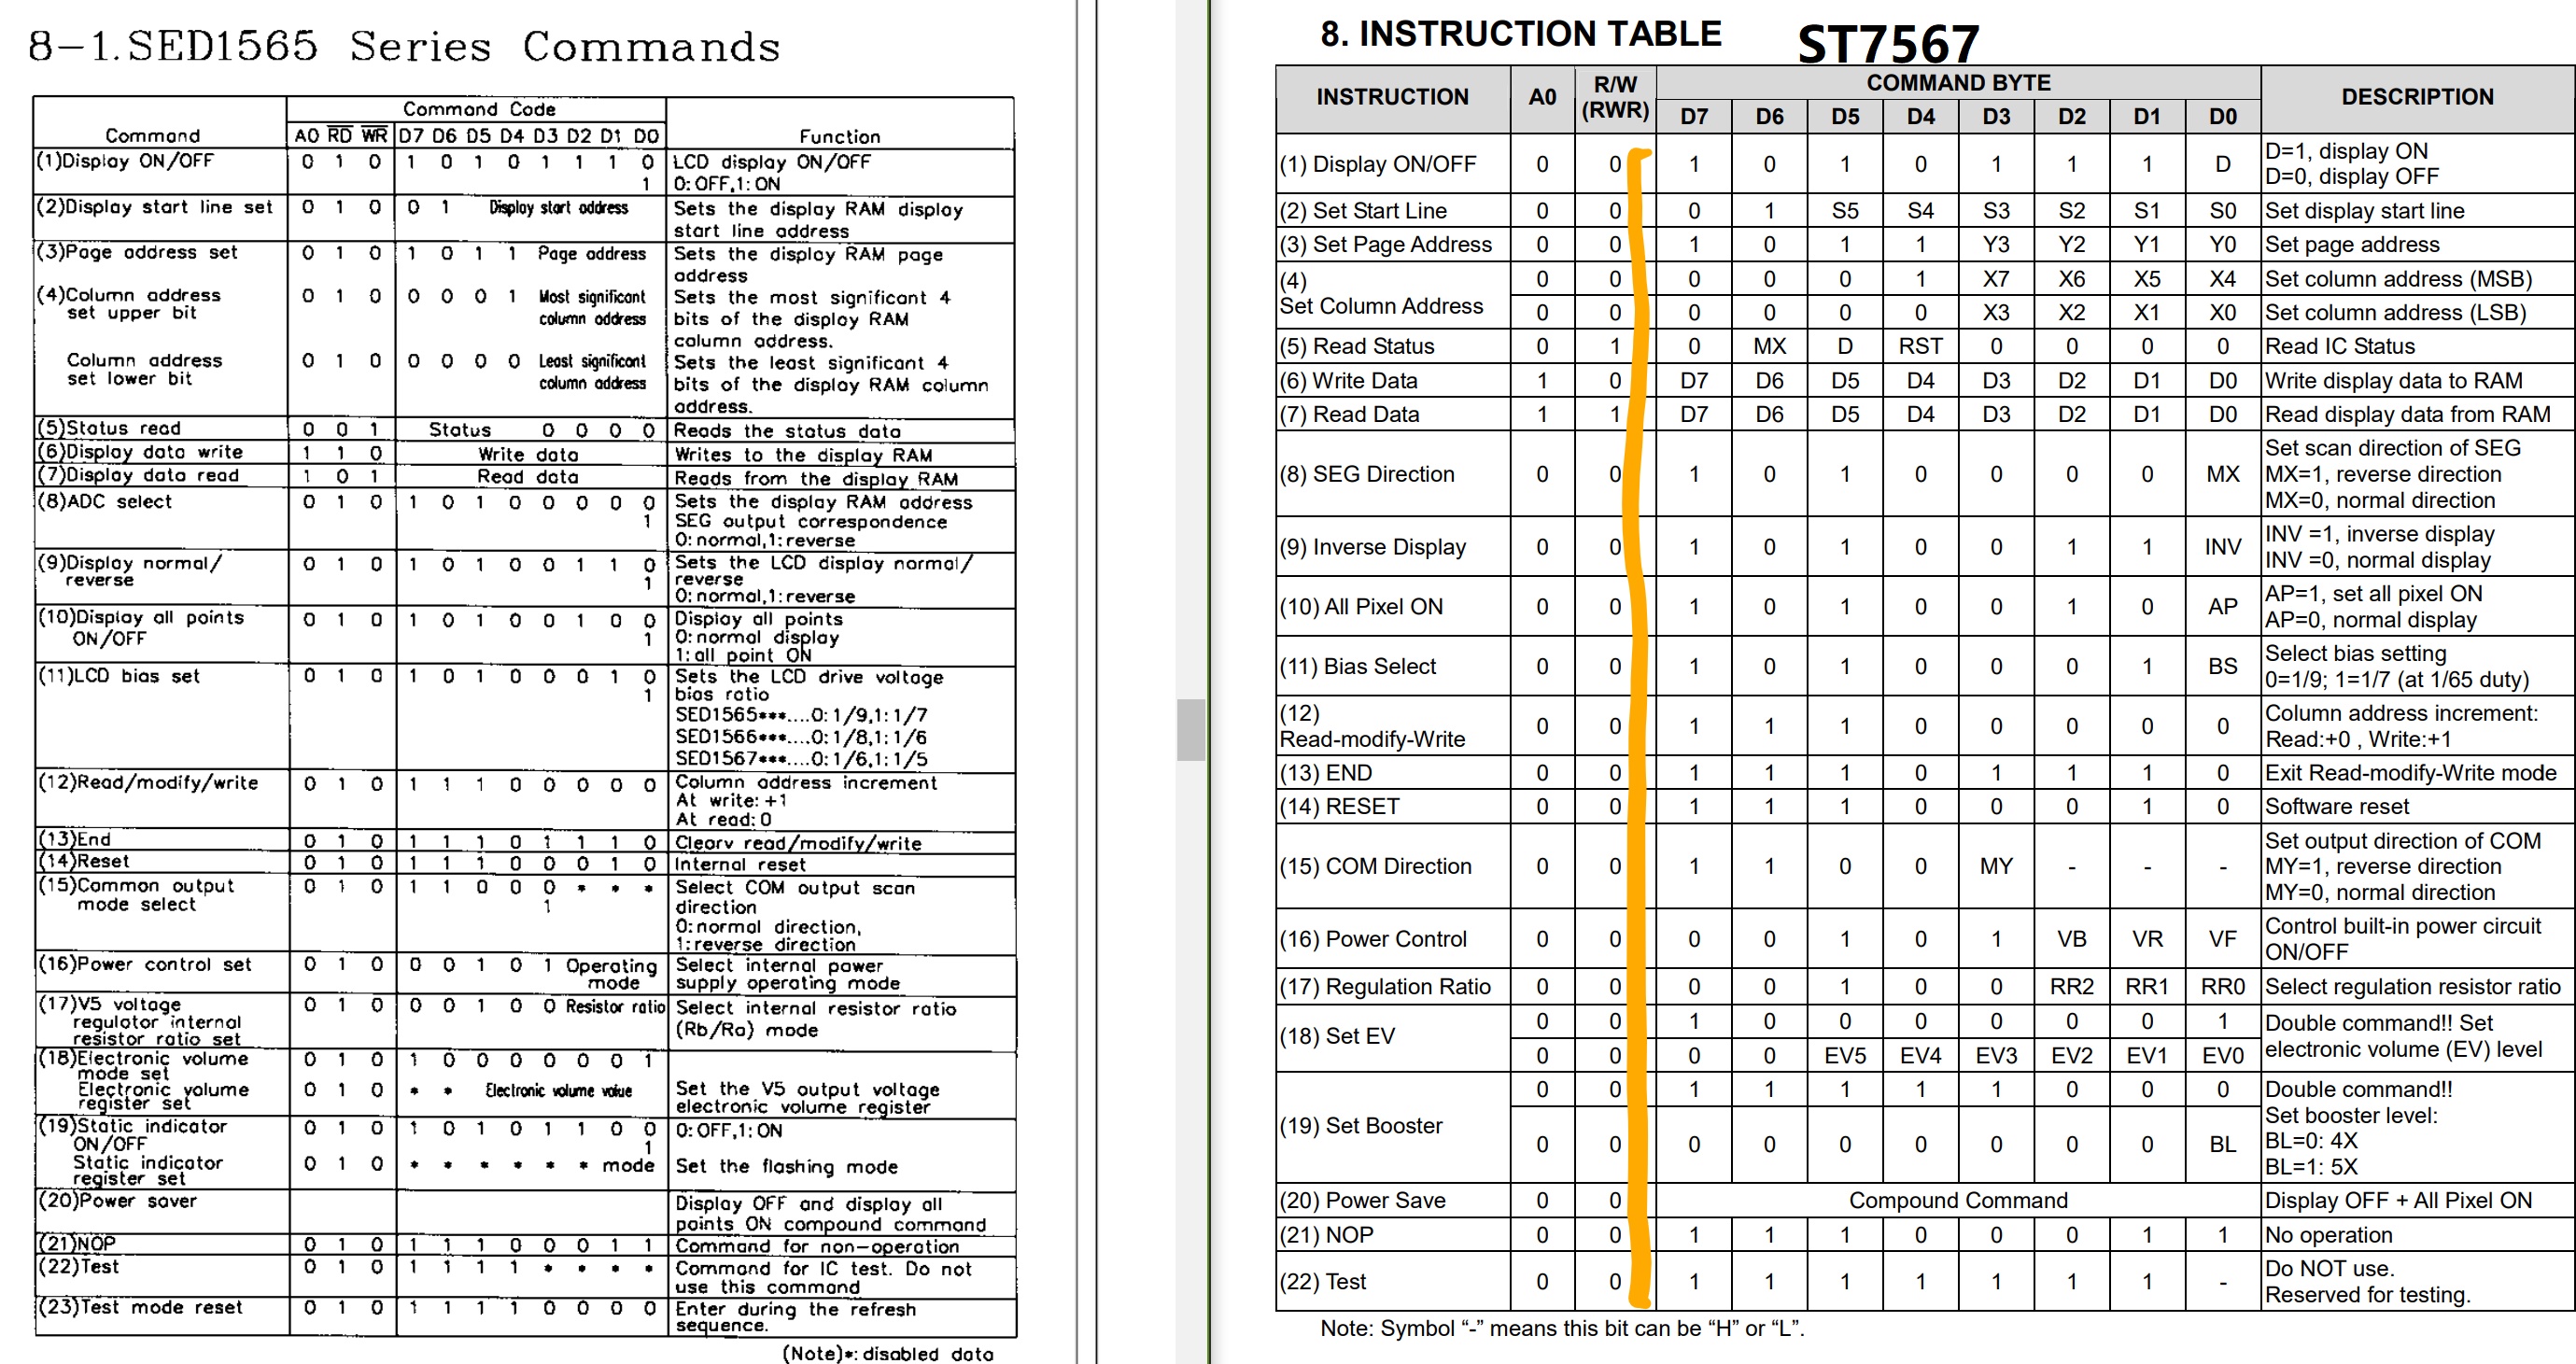 8-1.SED1565 Series Commands
Command Code
Command A0 RD WR D7 D6 D5 D4 D3 D2 D1 D0 Function
(1)Display ON/OFF 0 1 0 1 0 1 0 1 1 1 0 LCD display ON/OFF
1 0:OFF,1:ON
(2)Display start line set 0 1 0 0 1 Display start address Sets the display RAM display
start line address
(3)Page address set 0 1 0 1 0 1 1 Page address Sets the display RAM page
address
(4)Column address 0 1 0 0 0 0 1 Most significant Sets the most significant 4
set upper bit column address bits of the display RAM
column address.
Column address 0 1 0 0 0 0 0 Least significant Sets the least significant 4
set lower bit column address bits of the display RAM column
address.
(5)Status read 0 0 1 Status 0 0 0 0 Reads the status data
(6)Display data write 1 1 0 Write data Writes to the display RAM
(7)Display data read 1 0 1 Read data Reads from the display RAM
(8)ADC select 0 1 0 1 0 1 0 0 0 0 0 Sets the display RAM address
1 SEG output correspondence
0:normal,1:reverse
(9)Display normal/ 0 1 0 1 0 1 0 0 1 1 0 Sets the LCD display normal/
reverse 1 reverse
0:normal,1:reverse
(10)Display all points 0 1 0 1 0 1 0 0 1 0 0 Display all points
ON/OFF 1 0:normal display
1:all point ON
(11)LCD bias set 0 1 0 1 0 1 0 0 0 1 0 Sets the LCD drive voltage
1 bias ratio
SED1565***....0:1/9,1:1/7
SED1566***....0:1/8,1:1/6
SED1567***....0:1/6,1:1/5
(12)Read/modify/write 0 1 0 1 1 1 0 0 0 0 0 Column address increment
At write:+1
At read:0
(13)End 0 1 0 1 1 1 0 1 1 1 0 Clearv read/modify/write
(14)Reset 0 1 0 1 1 1 0 0 0 1 0 Internal reset
(15)Common output 0 1 0 1 1 0 0 0 * * * Select COM output scan
mode select 1 direction
0:normal direction,
1:reverse direction
(16)Power control set 0 1 0 0 0 1 0 1 Operating Select internal power
mode supply operating mode
(17)V5 voltage 0 1 0 0 0 1 0 0 Resistor ratio Select internal resistor ratio
regulator internal (Rb/Ra) mode
resistor ratio set
(18)Electronic volume 0 1 0 1 0 0 0 0 0 0 1
mode set
Electronic volume 0 1 0 * * Electronic volume value Set the V5 output voltage
register set electronic volume register
(19)Static indicator 0 1 0 1 0 1 0 1 1 0 0 0:OFF,1:ON
ON/OFF 1
Static indicator 0 1 0 * * * * * * mode Set the flashing mode
register set
(20)Power saver Display OFF and display all
points ON compound command
(21)NOP 0 1 0 1 1 1 0 0 0 1 1 Command for non-operation
(22)Test 0 1 0 1 1 1 1 * * * * Command for IC test. Do not
use this command
(23)Test mode reset 0 1 0 1 1 1 1 0 0 0 0 Enter during the refresh
sequence.
(Note)*:disabled data
8. INSTRUCTION TABLE ST7567
INSTRUCTION A0 R/W (RWR) COMMAND BYTE DESCRIPTION
D7 D6 D5 D4 D3 D2 D1 D0
(1) Display ON/OFF 0 0 1 0 1 0 1 1 1 D D=1, display ON
D=0, display OFF
(2) Set Start Line 0 0 0 1 S5 S4 S3 S2 S1 S0 Set display start line
(3) Set Page Address 0 0 1 0 1 1 Y3 Y2 Y1 Y0 Set page address
(4) 0 0 0 0 0 1 X7 X6 X5 X4 Set column address (MSB)
Set Column Address 0 0 0 0 0 0 X3 X2 X1 X0 Set column address (LSB)
(5) Read Status 0 1 0 MX D RST 0 0 0 0 Read IC Status
(6) Write Data 1 0 D7 D6 D5 D4 D3 D2 D1 D0 Write display data to RAM
(7) Read Data 1 1 D7 D6 D5 D4 D3 D2 D1 D0 Read display data from RAM
(8) SEG Direction 0 0 1 0 1 0 0 0 0 MX Set scan direction of SEG
MX=1, reverse direction
MX=0, normal direction
(9) Inverse Display 0 0 1 0 1 0 0 1 1 INV INV =1, inverse display
INV =0, normal display
(10) All Pixel ON 0 0 1 0 1 0 0 1 0 AP AP=1, set all pixel ON
AP=0, normal display
(11) Bias Select 0 0 1 0 1 0 0 0 1 BS Select bias setting
0=1/9; 1=1/7 (at 1/65 duty)
(12) Column address increment:
Read-modify-Write 0 0 1 1 1 0 0 0 0 0 Read:+0 , Write:+1
(13) END 0 0 1 1 1 0 1 1 1 0 Exit Read-modify-Write mode
(14) RESET 0 0 1 1 1 0 0 0 1 0 Software reset
(15) COM Direction 0 0 1 1 0 0 MY - - - Set output direction of COM
MY=1, reverse direction
MY=0, normal direction
(16) Power Control 0 0 0 0 1 0 1 VB VR VF Control built-in power circuit
ON/OFF
(17) Regulation Ratio 0 0 0 0 1 0 0 RR2 RR1 RR0 Select regulation resistor ratio
(18) Set EV 0 0 1 0 0 0 0 0 0 1 Double command!! Set
0 0 0 0 EV5 EV4 EV3 EV2 EV1 EV0 electronic volume (EV) level
(19) Set Booster 0 0 1 1 1 1 1 0 0 0 Double command!!
Set booster level:
0 0 0 0 0 0 0 0 0 BL BL=0: 4X
BL=1: 5X
(20) Power Save 0 0 Compound Command Display OFF + All Pixel ON
(21) NOP 0 0 1 1 1 0 0 0 1 1 No operation
(22) Test 0 0 1 1 1 1 1 1 1 - Do NOT use.
Reserved for testing.
Note: Symbol “-” means this bit can be “H” or “L”.